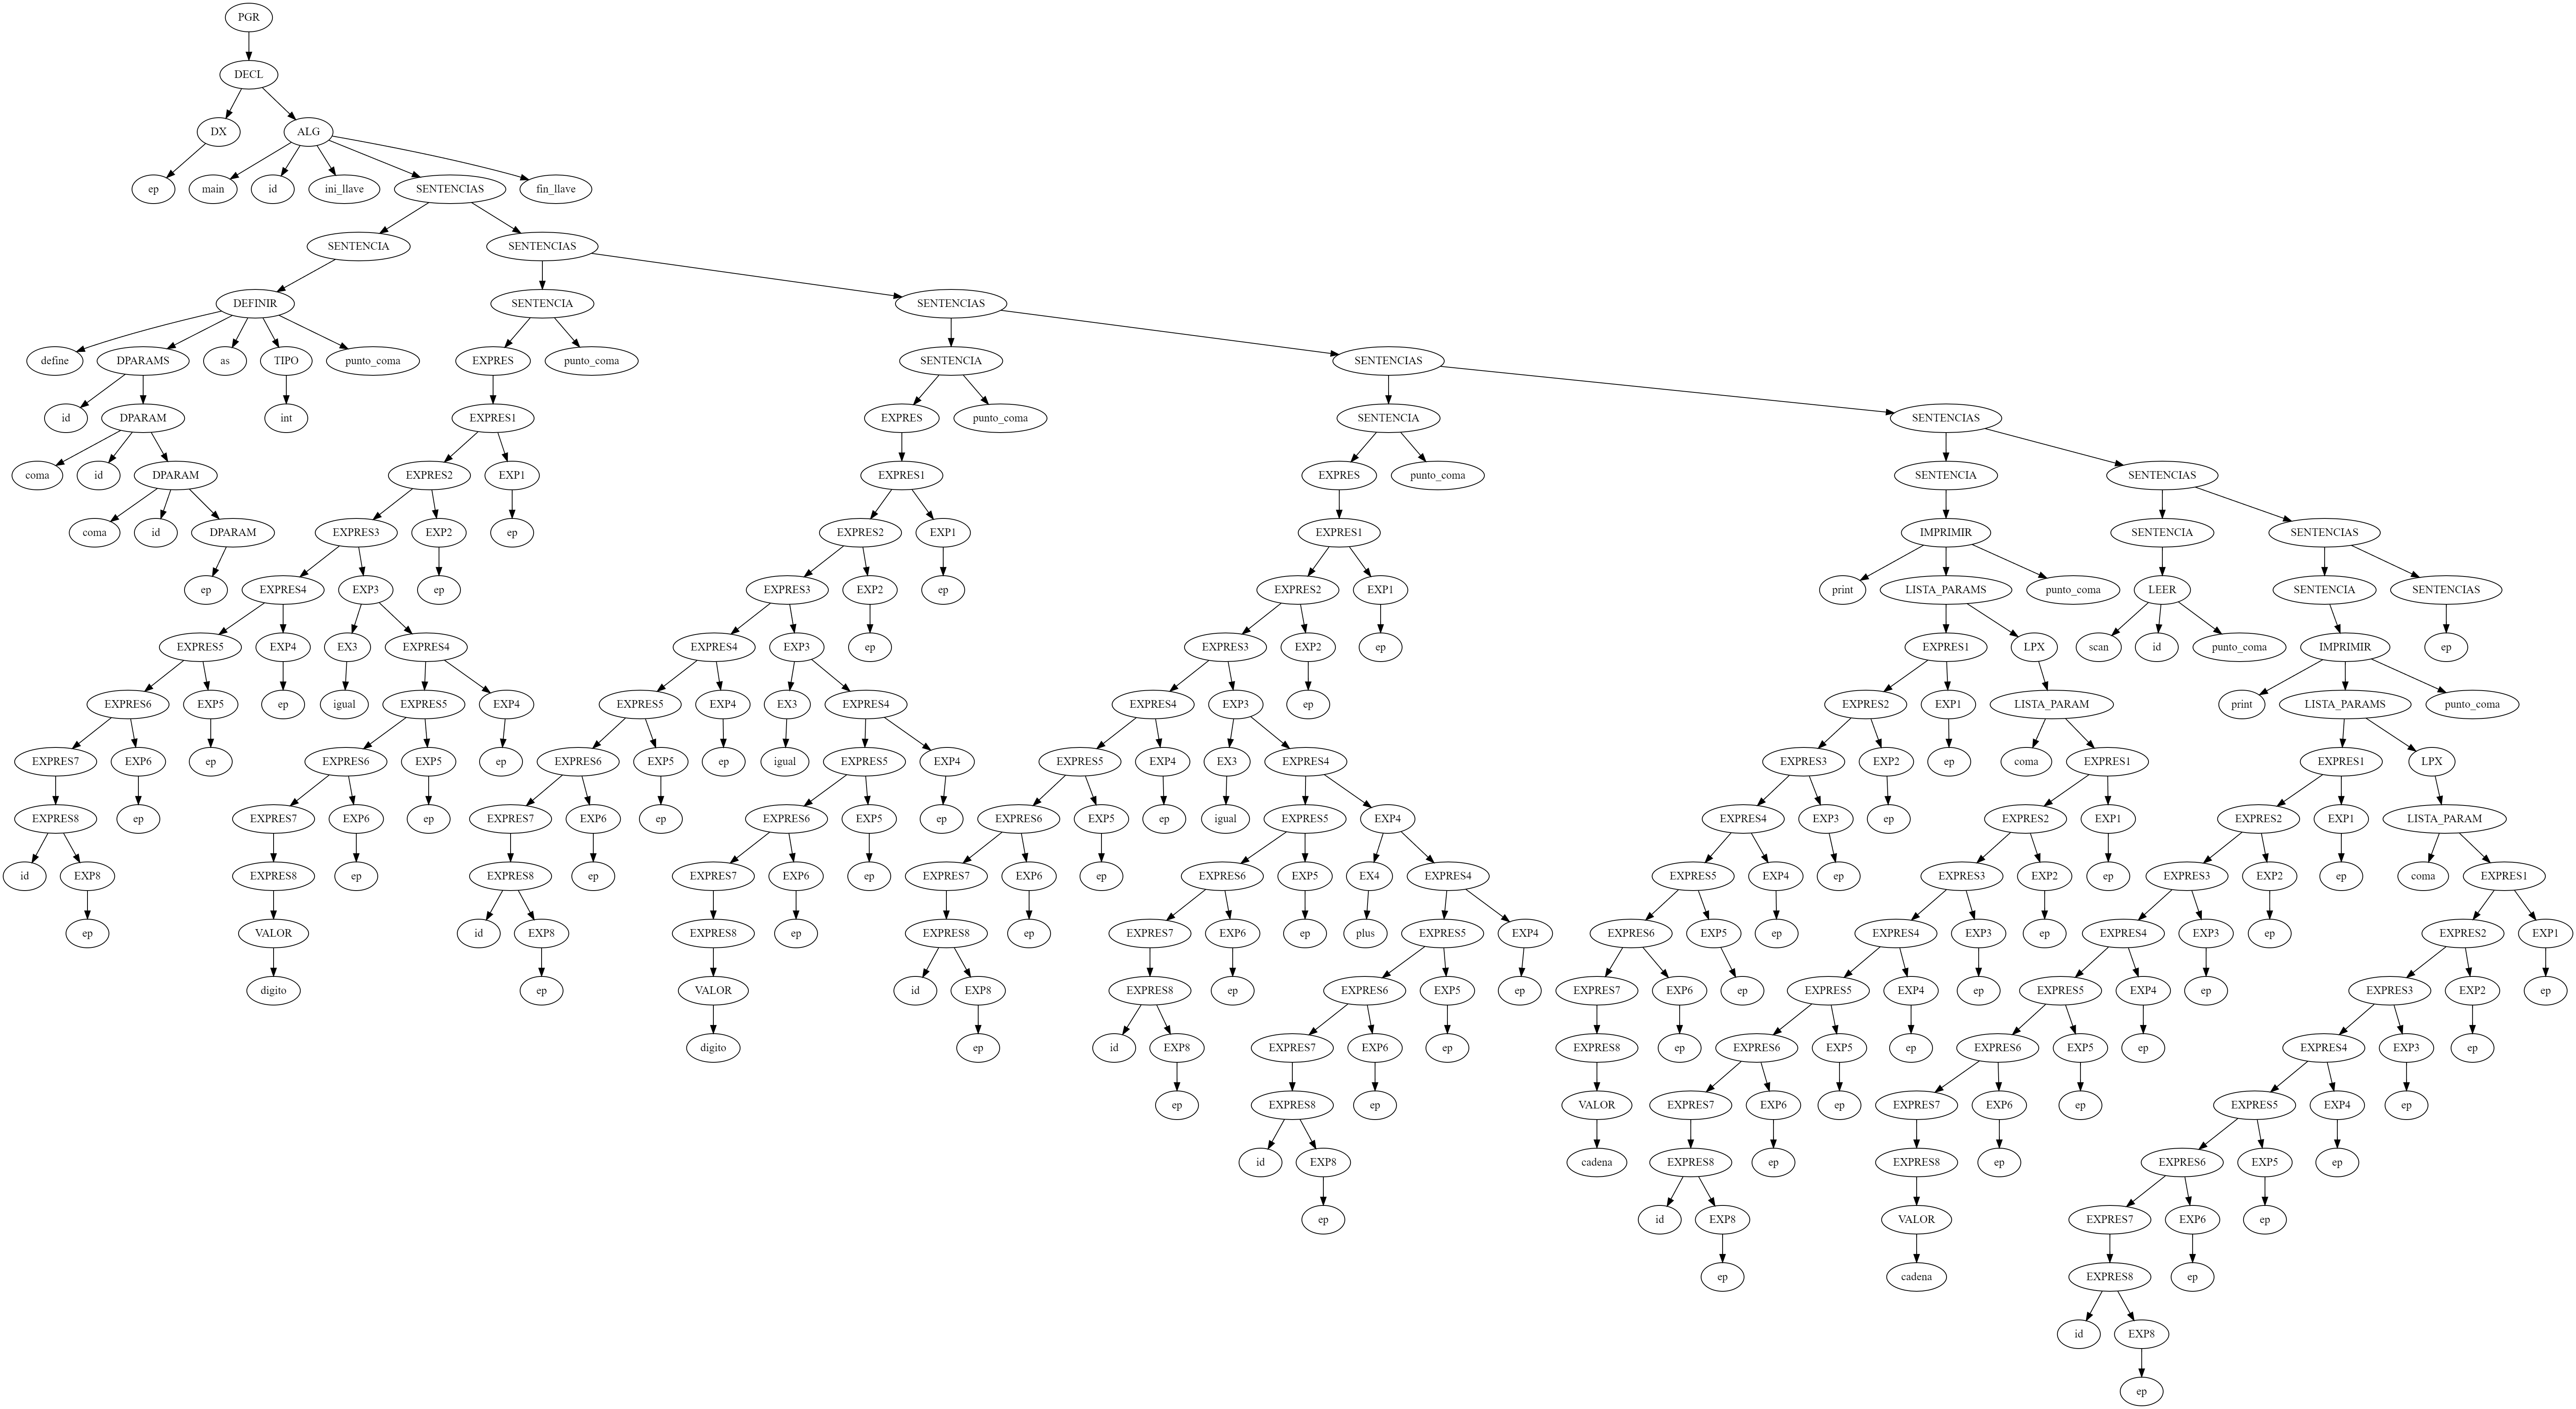 PGR
DECL
DX ALG
ep main id ini_llave SENTENCIAS fin_llave
SENTENCIA SENTENCIAS
DEFINIR SENTENCIA SENTENCIAS
define DPARAMS as TIPO punto_coma EXPRES punto_coma SENTENCIA SENTENCIAS
id DPARAM int EXPRES1 EXPRES punto_coma SENTENCIA SENTENCIAS
coma id DPARAM EXPRES2 EXP1 EXPRES1 EXPRES punto_coma SENTENCIA SENTENCIAS
coma id DPARAM EXPRES3 EXP2 ep EXPRES2 EXP1 EXPRES1 IMPRIMIR SENTENCIA SENTENCIAS
ep EXPRES4 EXP3 ep EXPRES3 EXP2 ep EXPRES2 EXP1 print LISTA_PARAMS punto_coma LEER SENTENCIA SENTENCIAS
EXPRES5 EXP4 EX3 EXPRES4 EXPRES4 EXP3 ep EXPRES3 EXP2 ep EXPRES1 LPX scan id punto_coma IMPRIMIR ep
EXPRES6 EXP5 ep igual EXPRES5 EXP4 EXPRES5 EXP4 EX3 EXPRES4 EXPRES4 EXP3 ep EXPRES2 EXP1 LISTA_PARAM print LISTA_PARAMS punto_coma
EXPRES7 EXP6 ep EXPRES6 EXP5 ep EXPRES6 EXP5 ep igual EXPRES5 EXP4 EXPRES5 EXP4 EX3 EXPRES4 EXPRES3 EXP2 ep coma EXPRES1 EXPRES1 LPX
EXPRES8 ep EXPRES7 EXP6 ep EXPRES7 EXP6 ep EXPRES6 EXP5 ep EXPRES6 EXP5 ep igual EXPRES5 EXP4 EXPRES4 EXP3 ep EXPRES2 EXP1 EXPRES2 EXP1 LISTA_PARAM
id EXP8 EXPRES8 ep EXPRES8 ep EXPRES7 EXP6 ep EXPRES7 EXP6 ep EXPRES6 EXP5 EX4 EXPRES4 EXPRES5 EXP4 ep EXPRES3 EXP2 ep EXPRES3 EXP2 ep coma EXPRES1
ep VALOR id EXP8 EXPRES8 ep EXPRES8 ep EXPRES7 EXP6 ep plus EXPRES5 EXP4 EXPRES6 EXP5 ep EXPRES4 EXP3 ep EXPRES4 EXP3 ep EXPRES2 EXP1
digito ep VALOR id EXP8 EXPRES8 ep EXPRES6 EXP5 ep EXPRES7 EXP6 ep EXPRES5 EXP4 ep EXPRES5 EXP4 ep EXPRES3 EXP2 ep
digito ep id EXP8 EXPRES7 EXP6 ep EXPRES8 ep EXPRES6 EXP5 ep EXPRES6 EXP5 ep EXPRES4 EXP3 ep
ep EXPRES8 ep VALOR EXPRES7 EXP6 ep EXPRES7 EXP6 ep EXPRES5 EXP4 ep
id EXP8 cadena EXPRES8 ep EXPRES8 ep EXPRES6 EXP5 ep
ep id EXP8 VALOR EXPRES7 EXP6 ep
ep cadena EXPRES8 ep
id EXP8
ep